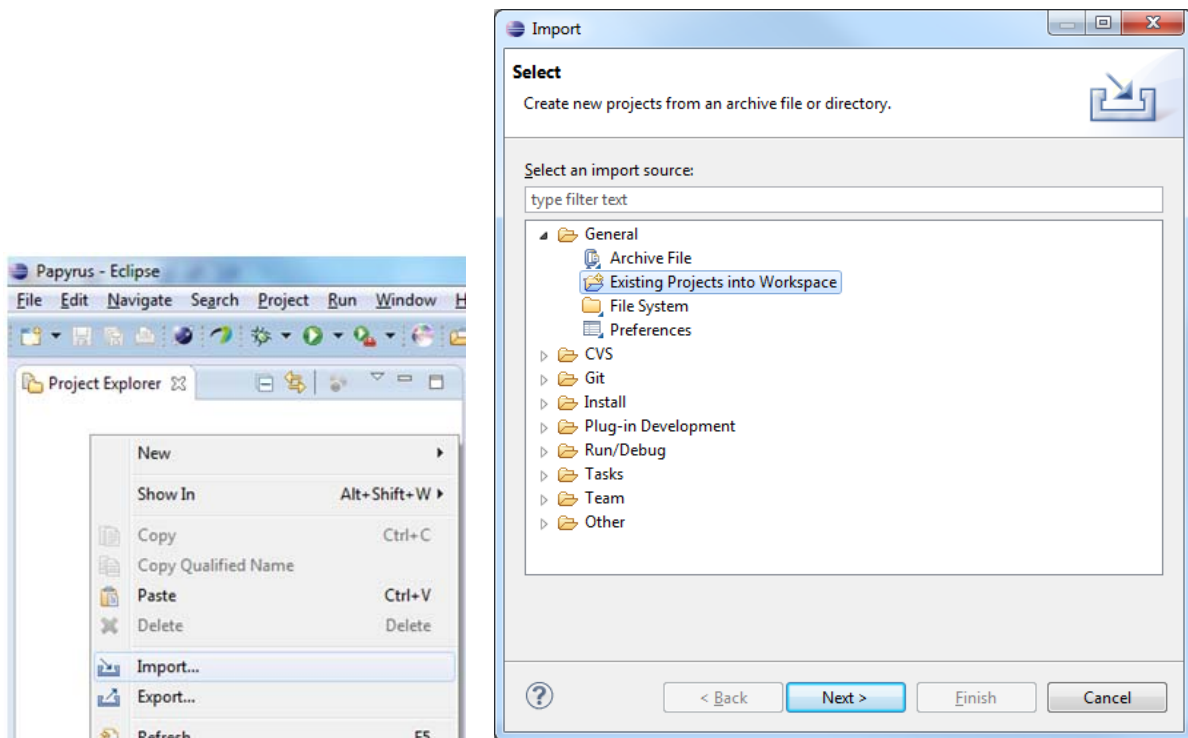 Papyrus - Eclipse
File Edit Navigate Search Project Run Window H
Project Explorer
New
Show In Alt+Shift+W
Copy Ctrl+C
Copy Qualified Name
Paste Ctrl+V
Delete Delete
Import...
Export...
Refresh F5
Import
Select
Create new projects from an archive file or directory.
Select an import source:
type filter text
General
Archive File
Existing Projects into Workspace
File System
Preferences
CVS
Git
Install
Plug-in Development
Run/Debug
Tasks
Team
Other
? < Back Next > Finish Cancel